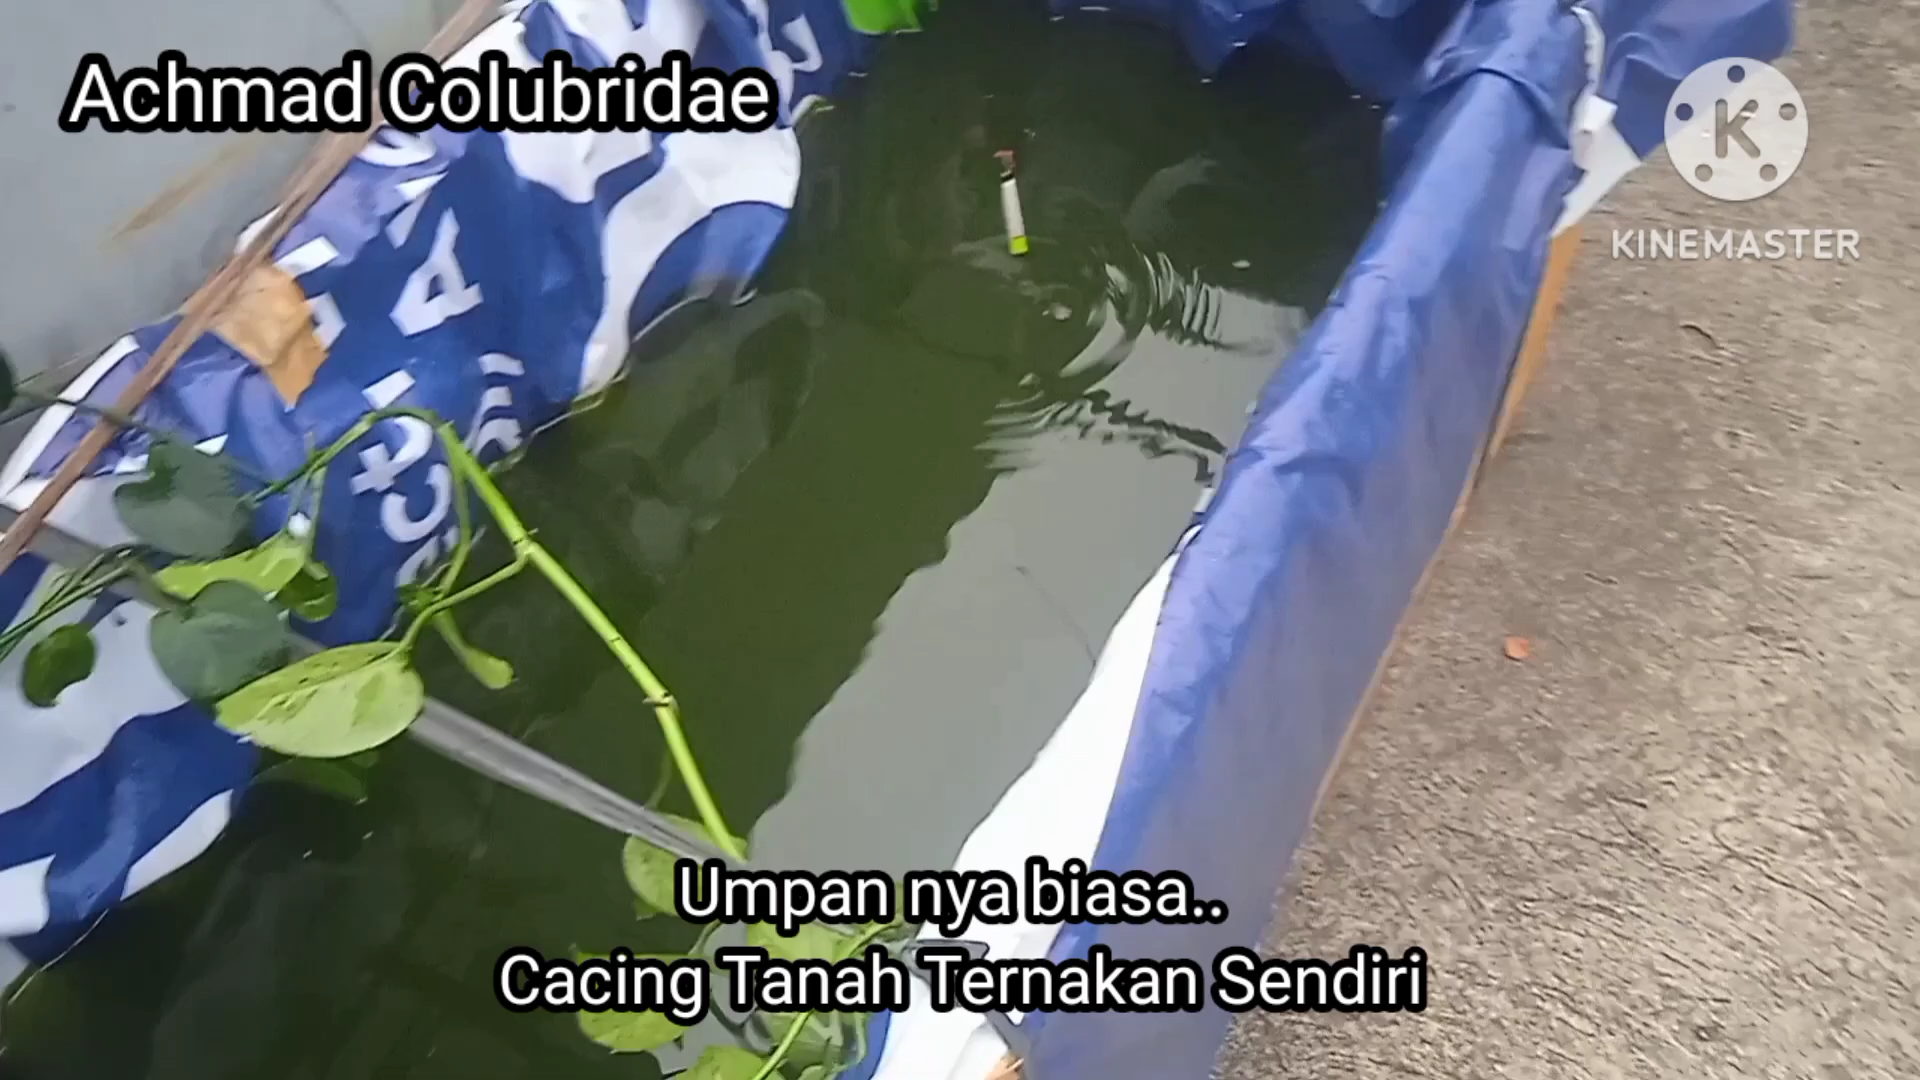 Achmad Colubridae
K
KINEMASTER
Umpan nya biasa..
Cacing Tanah Ternakan Sendiri